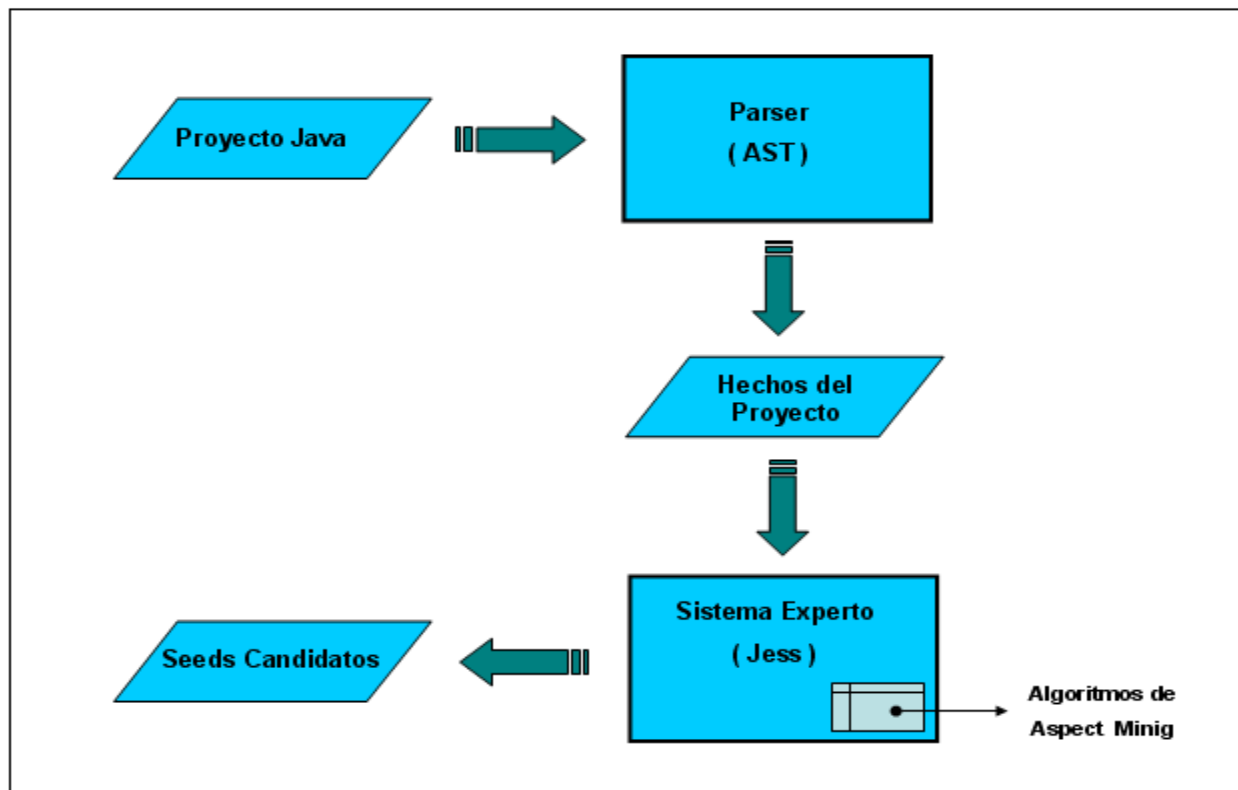 Proyecto Java
Parser
( AST )
Hechos del
Proyecto
Sistema Experto
( Jess )
Seeds Candidatos
Algoritmos de
Aspect Minig